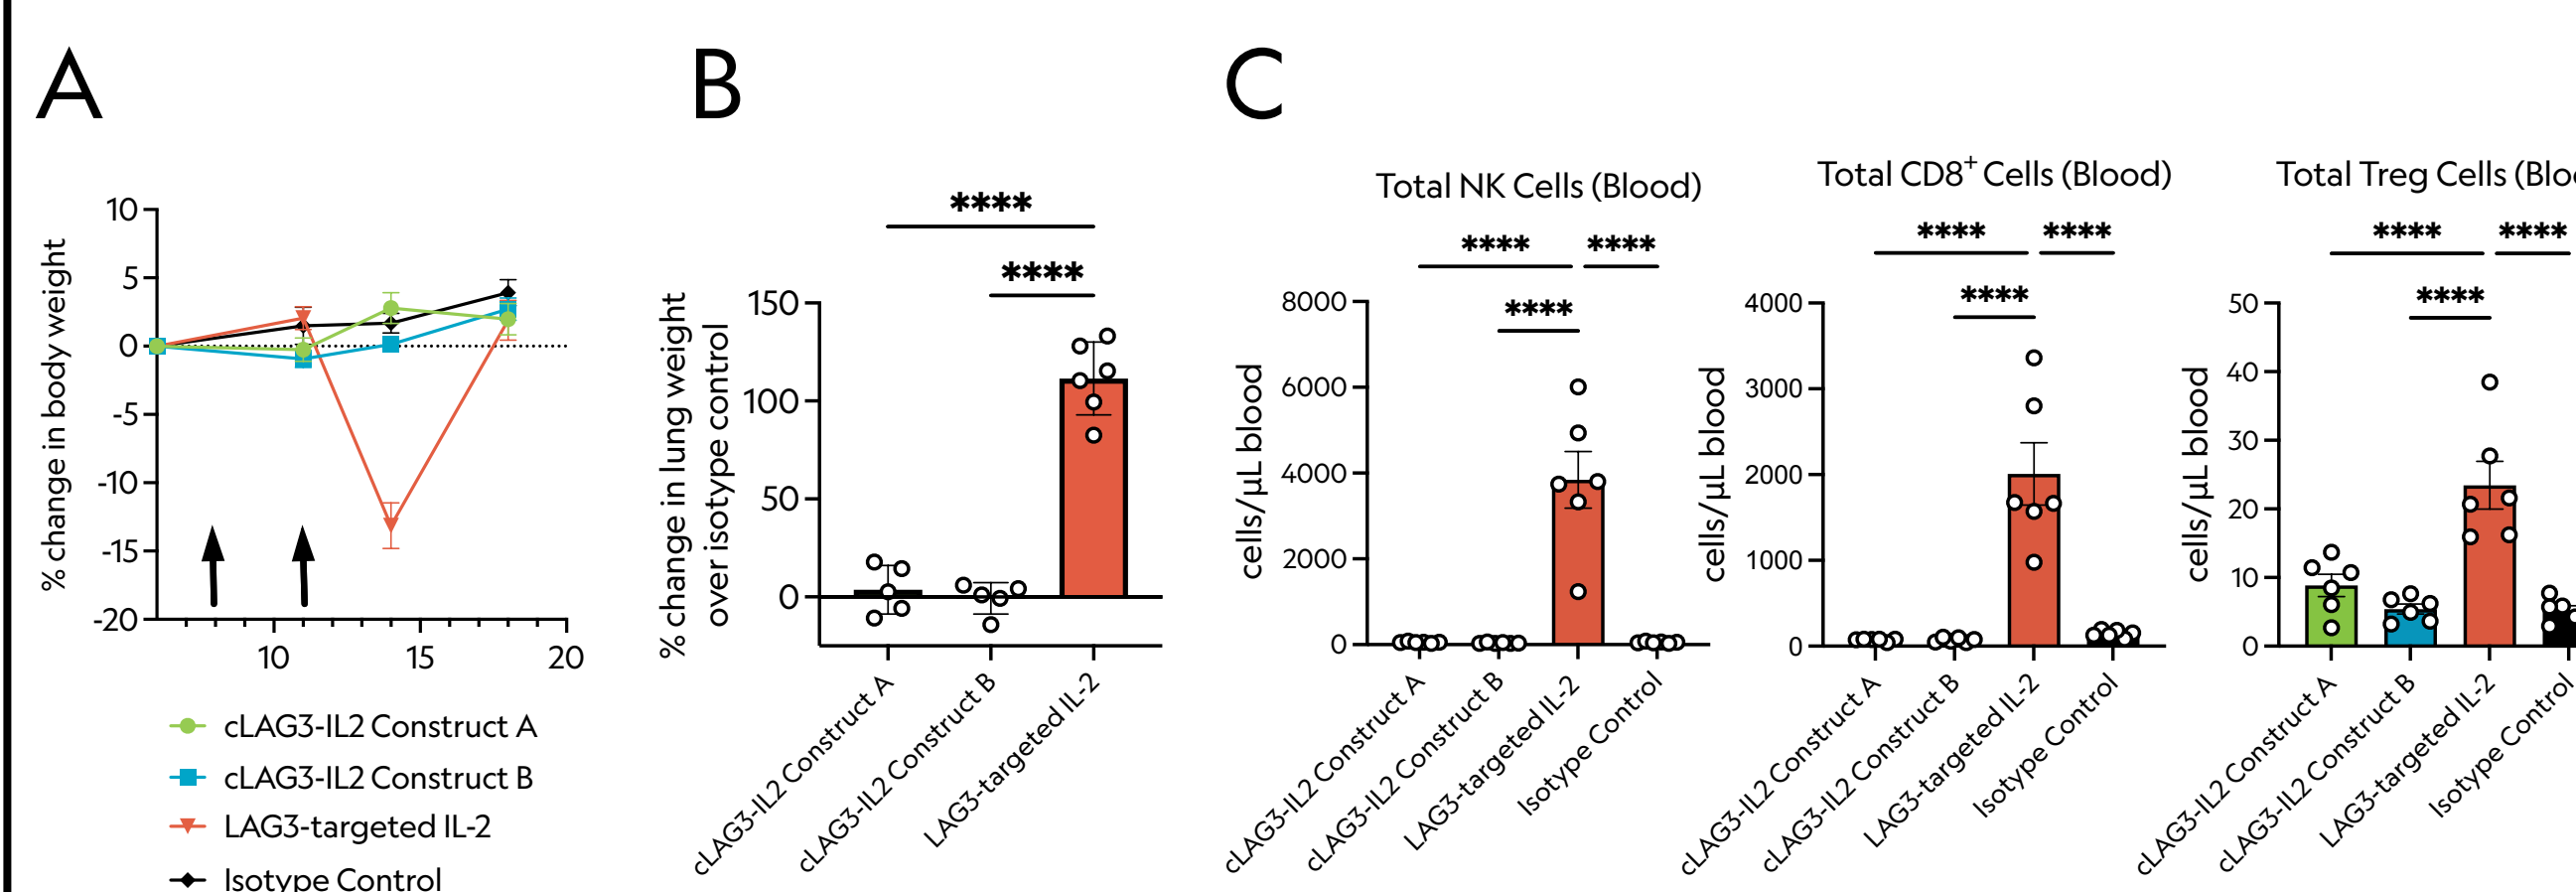 A
% change in body weight
10
5
0
-5
-10
-15
-20
10
15
20
cLAG3-IL2 Construct A
cLAG3-IL2 Construct B
LAG3-targeted IL-2
Isotype Control
B
% change in lung weight
over isotype control
150
100
50
0
****
****
cLAG3-IL2 Construct A
cLAG3-IL2 Construct B
LAG3-targeted IL-2
C
Total NK Cells (Blood)
****
****
****
cells/µL blood
8000
6000
4000
2000
0
cLAG3-IL2 Construct A
cLAG3-IL2 Construct B
LAG3-targeted IL-2
Isotype Control
Total CD8⁺ Cells (Blood)
****
****
****
cells/µL blood
4000
3000
2000
1000
0
cLAG3-IL2 Construct A
cLAG3-IL2 Construct B
LAG3-targeted IL-2
Isotype Control
Total Treg Cells
****
****
****
cells/µL blood
50
40
30
20
10
0
cLAG3-IL2 Construct A
cLAG3-IL2 Construct B
LAG3-targeted IL-2
Isotype Control